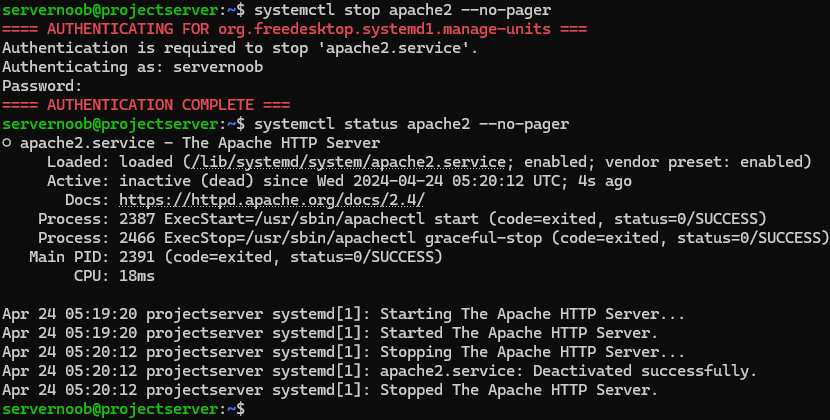 servernoob@projectserver:~$ systemctl stop apache2 --no-pager
==== AUTHENTICATING FOR org.freedesktop.systemd1.manage-units ===
Authentication is required to stop 'apache2.service'.
Authenticating as: servernoob
Password:
==== AUTHENTICATION COMPLETE ===
servernoob@projectserver:~$ systemctl status apache2 --no-pager
○ apache2.service - The Apache HTTP Server
     Loaded: loaded (/lib/systemd/system/apache2.service; enabled; vendor preset: enabled)
     Active: inactive (dead) since Wed 2024-04-24 05:20:12 UTC; 4s ago
       Docs: https://httpd.apache.org/docs/2.4/
    Process: 2387 ExecStart=/usr/sbin/apachectl start (code=exited, status=0/SUCCESS)
    Process: 2466 ExecStop=/usr/sbin/apachectl graceful-stop (code=exited, status=0/SUCCESS)
   Main PID: 2391 (code=exited, status=0/SUCCESS)
        CPU: 18ms

Apr 24 05:19:20 projectserver systemd[1]: Starting The Apache HTTP Server...
Apr 24 05:19:20 projectserver systemd[1]: Started The Apache HTTP Server.
Apr 24 05:20:12 projectserver systemd[1]: Stopping The Apache HTTP Server...
Apr 24 05:20:12 projectserver systemd[1]: apache2.service: Deactivated successfully.
Apr 24 05:20:12 projectserver systemd[1]: Stopped The Apache HTTP Server.
servernoob@projectserver:~$